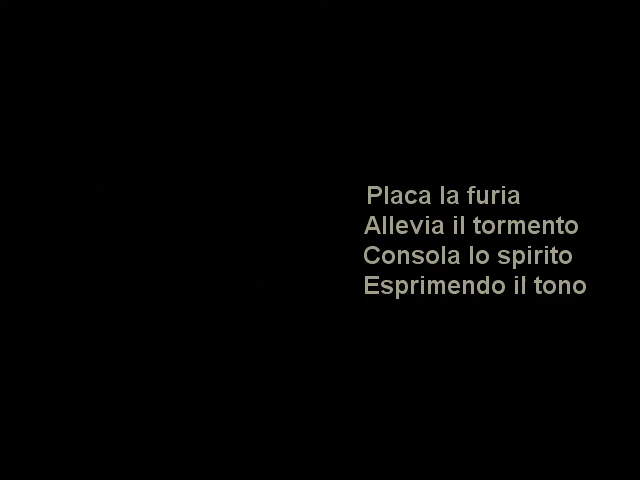 Placa la furia
Allevia il tormento
Consola lo spirito
Esprimendo il tono